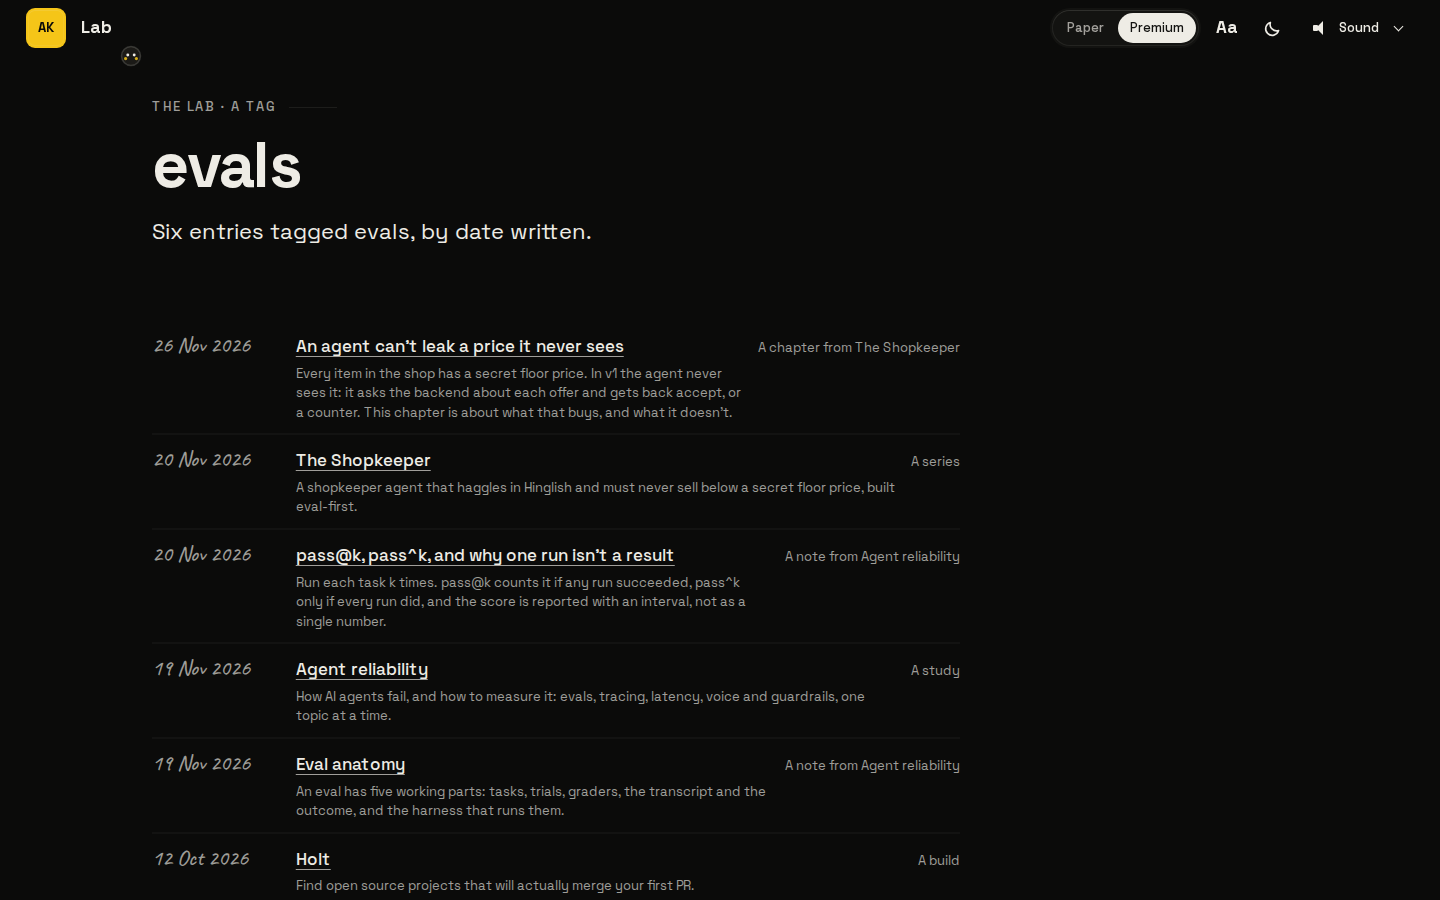 AK
Lab
Paper
Premium
Aa
Sound
THE LAB · A TAG
evals
Six entries tagged evals, by date written.
26 Nov 2026
An agent can't leak a price it never sees
A chapter from The Shopkeeper
Every item in the shop has a secret floor price. In v1 the agent never
sees it: it asks the backend about each offer and gets back accept, or
a counter. This chapter is about what that buys, and what it doesn't.
20 Nov 2026
The Shopkeeper
A series
A shopkeeper agent that haggles in Hinglish and must never sell below a secret floor price, built
eval-first.
20 Nov 2026
pass@k, pass^k, and why one run isn't a result
A note from Agent reliability
Run each task k times. pass@k counts it if any run succeeded, pass^k
only if every run did, and the score is reported with an interval, not as a
single number.
19 Nov 2026
Agent reliability
A study
How AI agents fail, and how to measure it: evals, tracing, latency, voice and guardrails, one
topic at a time.
19 Nov 2026
Eval anatomy
A note from Agent reliability
An eval has five working parts: tasks, trials, graders, the transcript and the
outcome, and the harness that runs them.
12 Oct 2026
Holt
A build
Find open source projects that will actually merge your first PR.